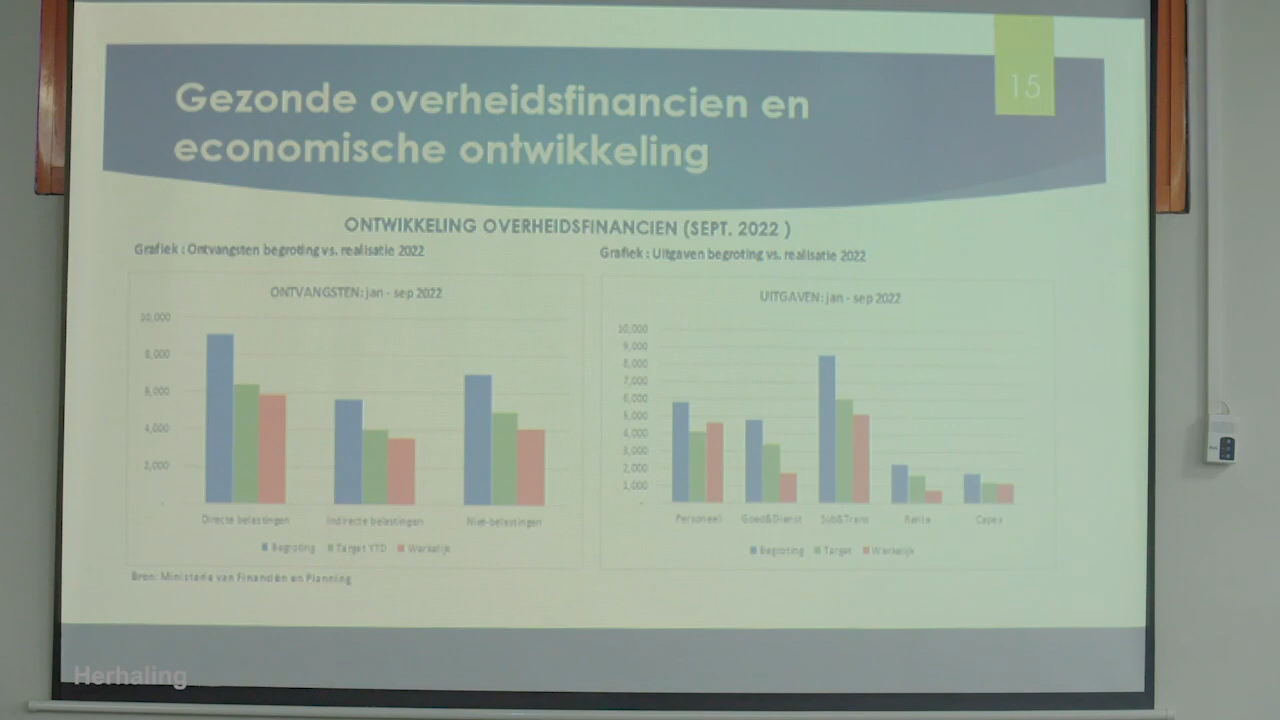 15
Gezonde overheidsfinancien en
economische ontwikkeling
ONTWIKKELING OVERHEIDSFINANCIEN (SEPT. 2022 )
Grafiek : Ontvangsten begroting vs. realisatie 2022
ONTVANGSTEN: jan - sep 2022
10,000
8,000
6,000
4,000
2,000
-
Directe belastingen Indirecte belastingen Niet-belastingen
Begroting Target YTD Werkelijk
Bron: Ministerie van Financiën en Planning
Grafiek : Uitgaven begroting vs. realisatie 2022
UITGAVEN: jan - sep 2022
10,000
9,000
8,000
7,000
6,000
5,000
4,000
3,000
2,000
1,000
-
Personeel Goed&Dienst Sub&Trans Rente Capex
Begroting Target Werkelijk
Herhaling